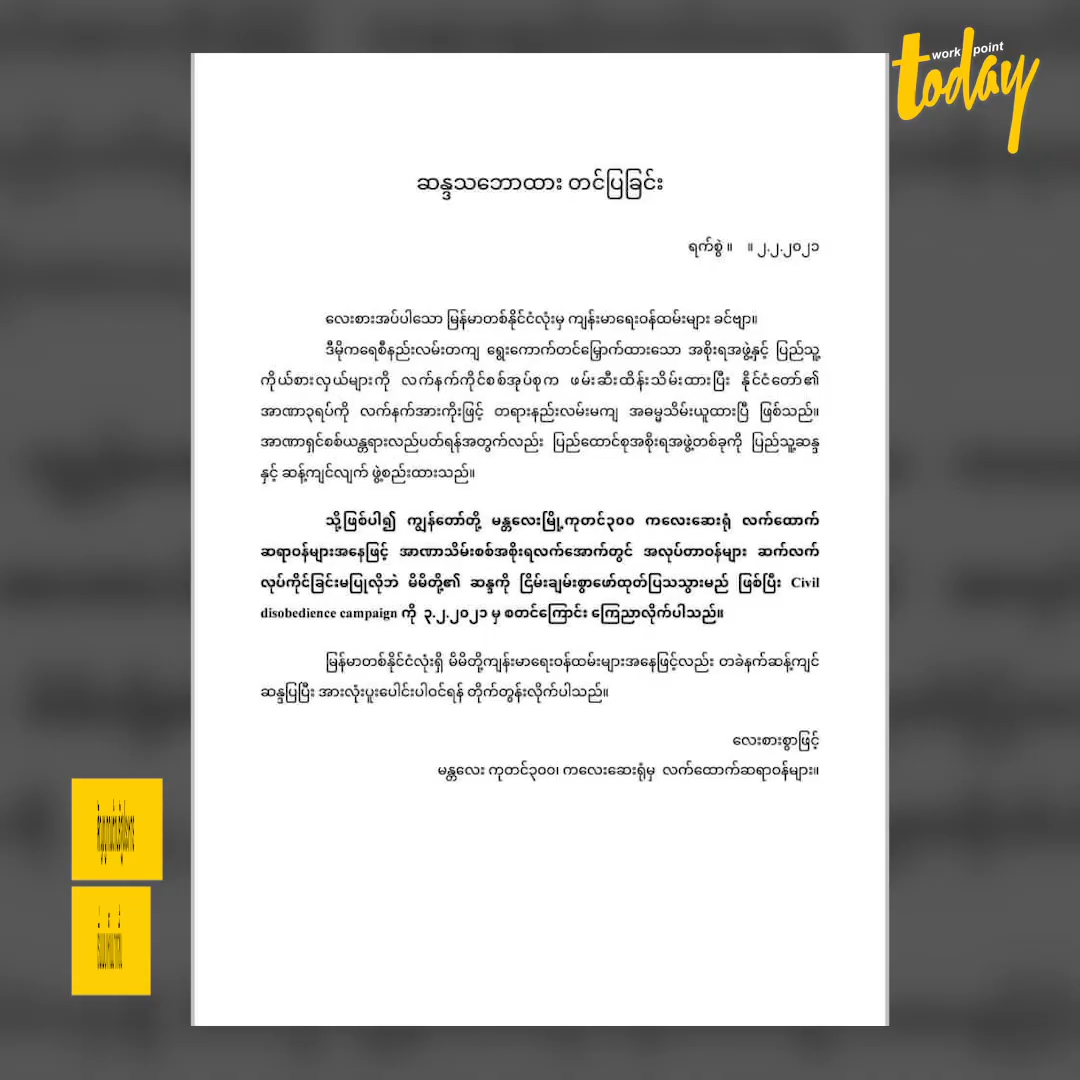 work point
today
ဆန္ဒသဘောထား တင်ပြခြင်း
ရက်စွဲ ။ ။ ၂.၂.၂၀၂၁
လေးစားအပ်ပါသော မြန်မာတစ်နိုင်ငံလုံးမှ ကျန်းမာရေးဝန်ထမ်းများ ခင်ဗျာ။
ဒီမိုကရေစီနည်းလမ်းတကျ ရွေးကောက်တင်မြှောက်ထားသော အစိုးရအဖွဲ့နှင့် ပြည်သူ့
ကိုယ်စားလှယ်များကို လက်နက်ကိုင်စစ်အုပ်စုက ဖမ်းဆီးထိန်းသိမ်းထားပြီး နိုင်ငံတော်၏
အာဏာ၃ရပ်ကို လက်နက်အားကိုးဖြင့် တရားနည်းလမ်းမကျ အဓမ္မသိမ်းယူထားပြီ ဖြစ်သည်။
အာဏာရှင်စစ်ယန္တရားလည်ပတ်ရန်အတွက်လည်း ပြည်ထောင်စုအစိုးရအဖွဲ့တစ်ခုကို ပြည်သူ့ဆန္ဒ
နှင့် ဆန့်ကျင်လျက် ဖွဲ့စည်းထားသည်။
သို့ဖြစ်ပါ၍ ကျွန်တော်တို့ မန္တလေးမြို့ကုတင်၃၀၀ ကလေးဆေးရုံ လက်ထောက်
ဆရာဝန်များအနေဖြင့် အာဏာသိမ်းစစ်အစိုးရလက်အောက်တွင် အလုပ်တာဝန်များ ဆက်လက်
လုပ်ကိုင်ခြင်းမပြုလိုဘဲ မိမိတို့၏ ဆန္ဒကို ငြိမ်းချမ်းစွာဖော်ထုတ်ပြသသွားမည် ဖြစ်ပြီး Civil
disobedience campaign ကို ၃.၂.၂၀၂၁ မှ စတင်ကြောင်း ကြေညာလိုက်ပါသည်။
မြန်မာတစ်နိုင်ငံလုံးရှိ မိမိတို့ကျန်းမာရေးဝန်ထမ်းများအနေဖြင့်လည်း တခဲနက်ဆန့်ကျင်
ဆန္ဒပြပြီး အားလုံးပူးပေါင်းပါဝင်ရန် တိုက်တွန်းလိုက်ပါသည်။
လေးစားစွာဖြင့်
မန္တလေး ကုတင်၃၀၀၊ ကလေးဆေးရုံမှ လက်ထောက်ဆရာဝန်များ။